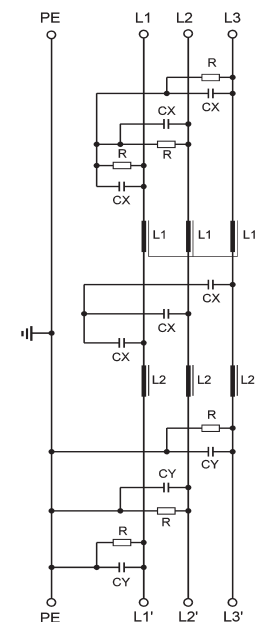 PE L1 L2 L3
R
CX
CX
R R
CX
L1 L1 L1
CX
CX
CX
L2 L2 L2
R
CY
CY
R
R
CY
PE L1' L2' L3'